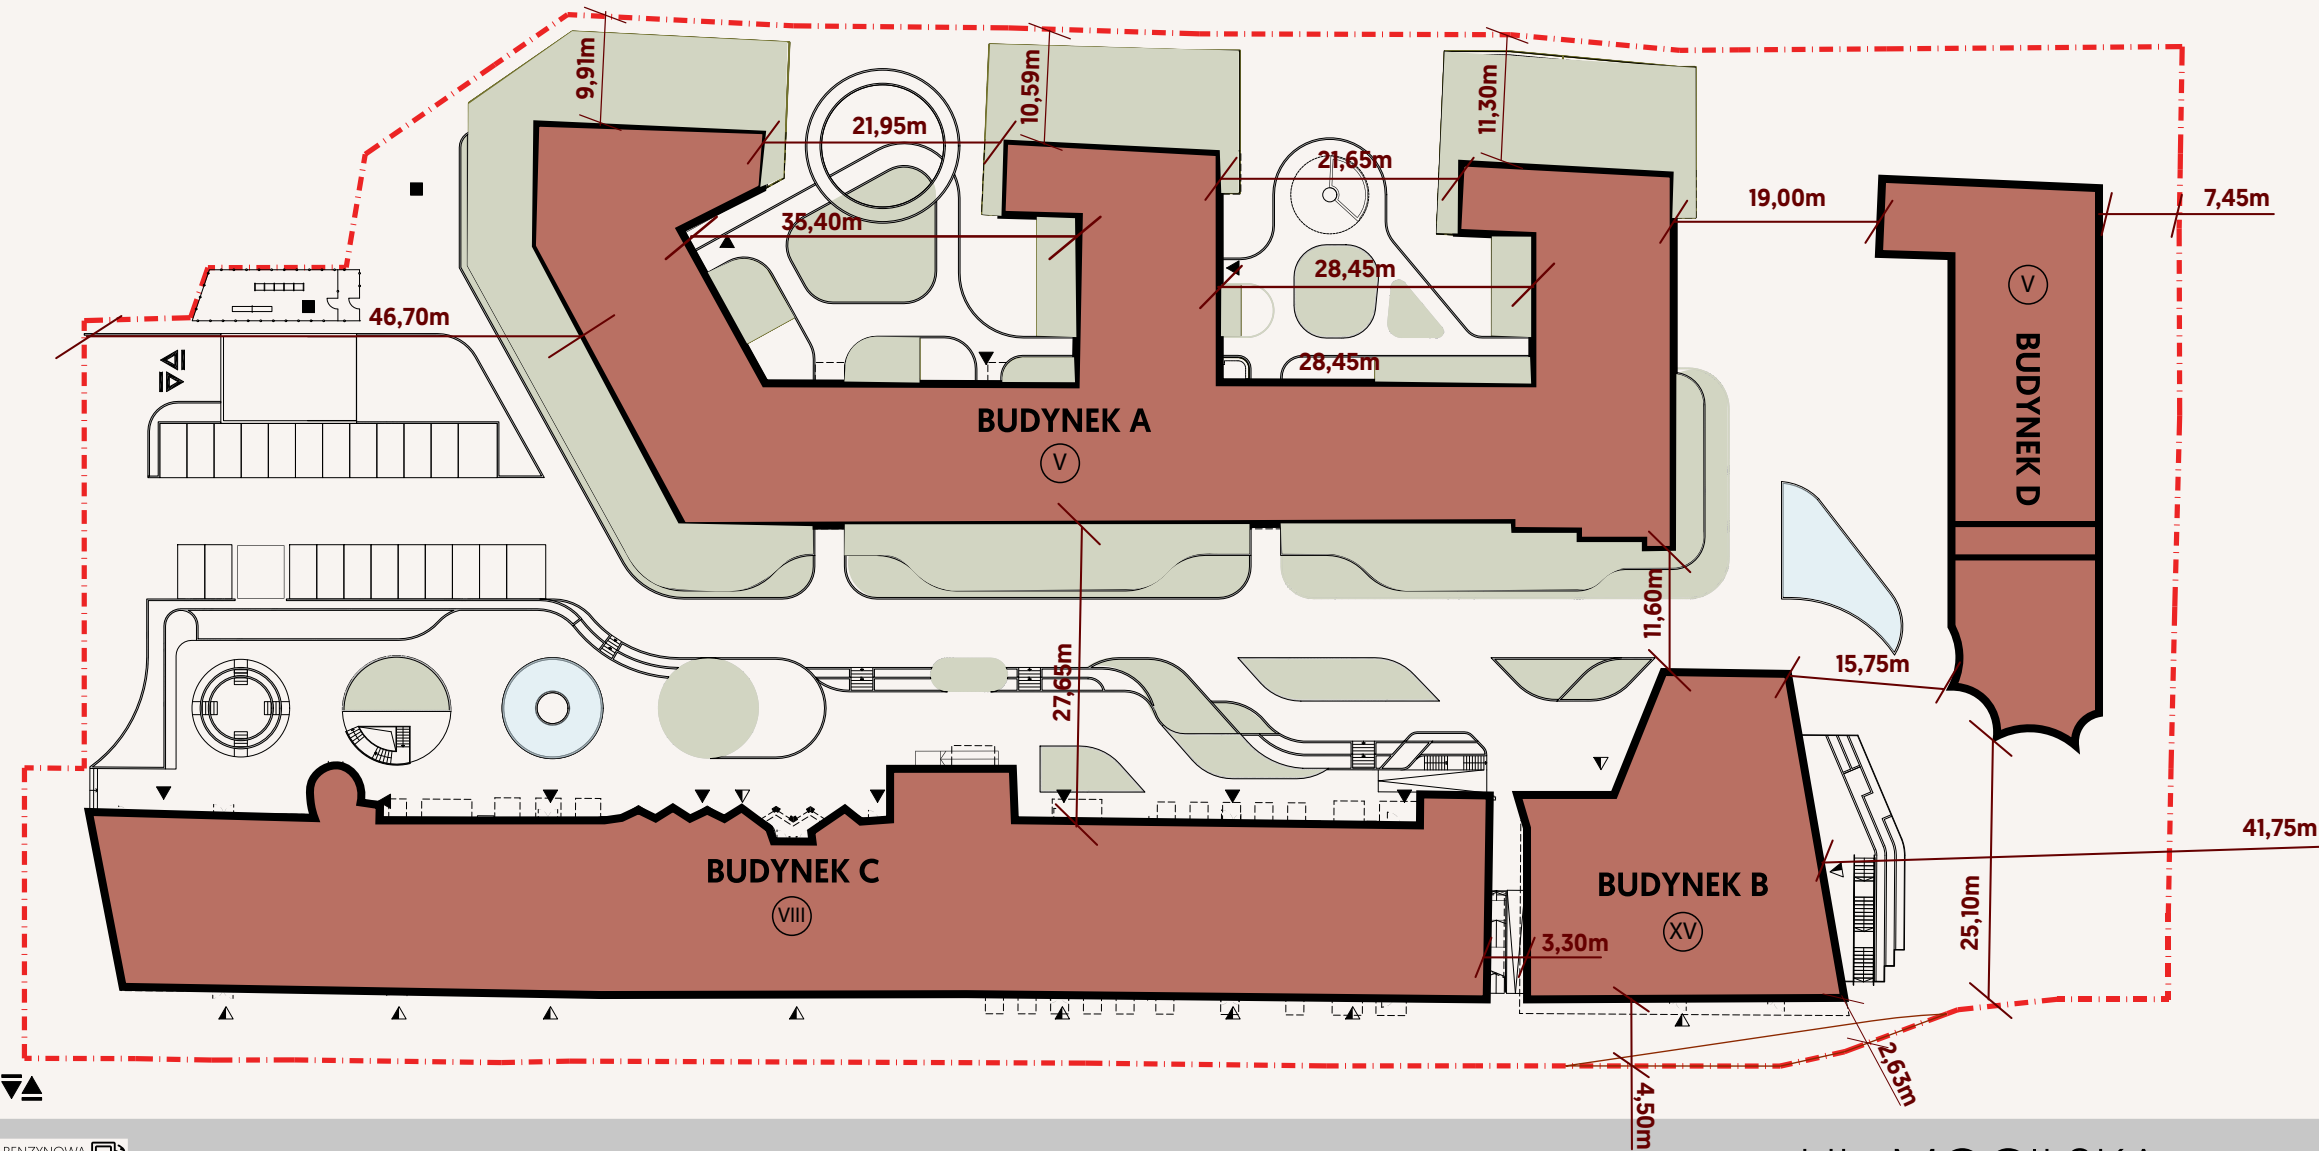 9,91m
10,59m
11,30m
21,95m
21,65m
19,00m
7,45m
35,40m
28,45m
46,70m
28,45m
V
BUDYNEK D
BUDYNEK A
V
11,60m
27,65m
15,75m
41,75m
BUDYNEK C
VIII
BUDYNEK B
XV
25,10m
3,30m
2,63m
4,50m
BENZYNOWA